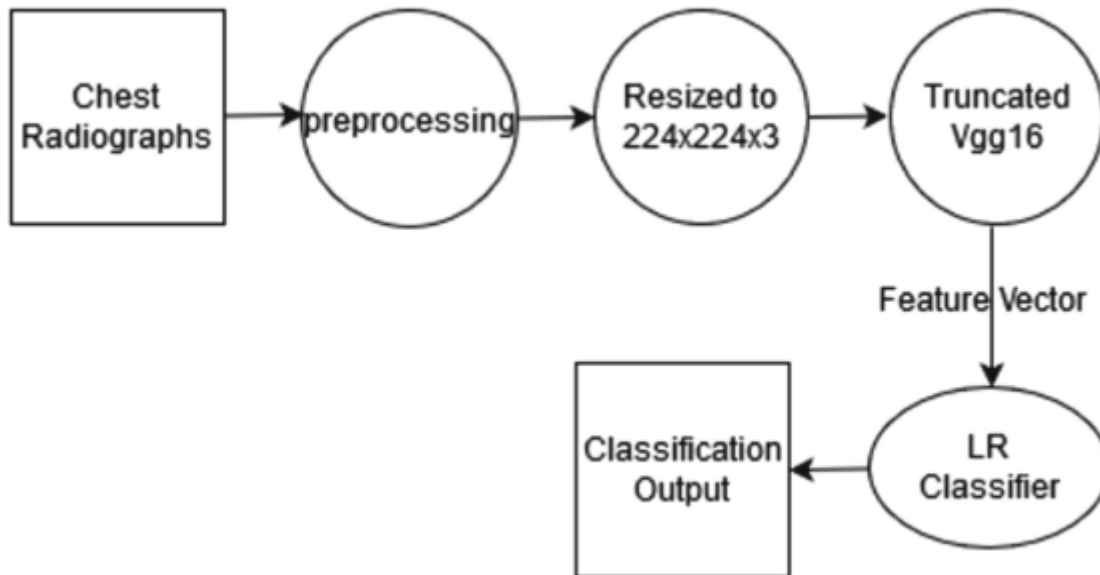 Chest
Radiographs
preprocessing
Resized to
224x224x3
Truncated
Vgg16
Feature Vector
LR
Classifier
Classification
Output